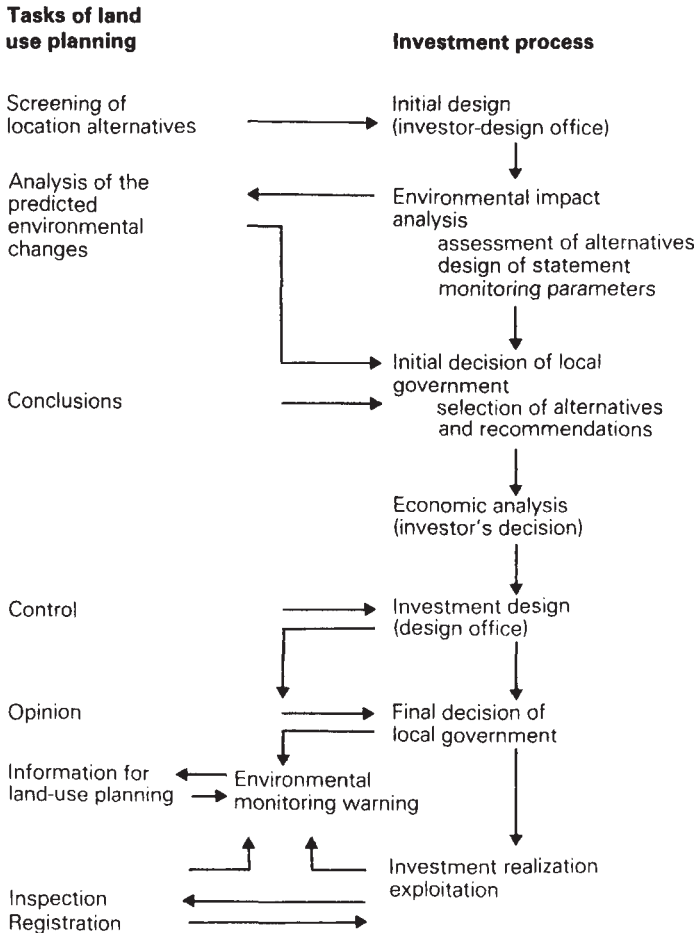 Tasks of land
use planning
Investment process
Screening of
location alternatives
Initial design
(investor-design office)
Analysis of the
predicted
environmental
changes
Environmental impact
analysis
assessment of alternatives
design of statement
monitoring parameters
Initial decision of local
government
selection of alternatives
and recommendations
Conclusions
Economic analysis
(investor's decision)
Control
Investment design
(design office)
Opinion
Final decision of
local government
Information for
land-use planning
Environmental
monitoring warning
Investment realization
exploitation
Inspection
Registration